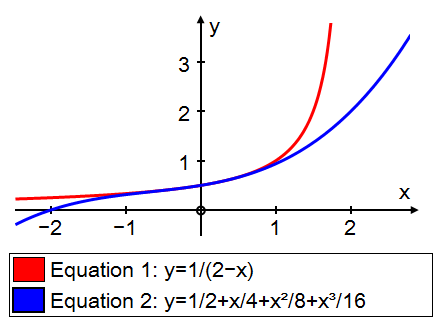 y
3
2
1
x
−2 −1 0 1 2
Equation 1: y=1/(2−x)
Equation 2: y=1/2+x/4+x²/8+x³/16